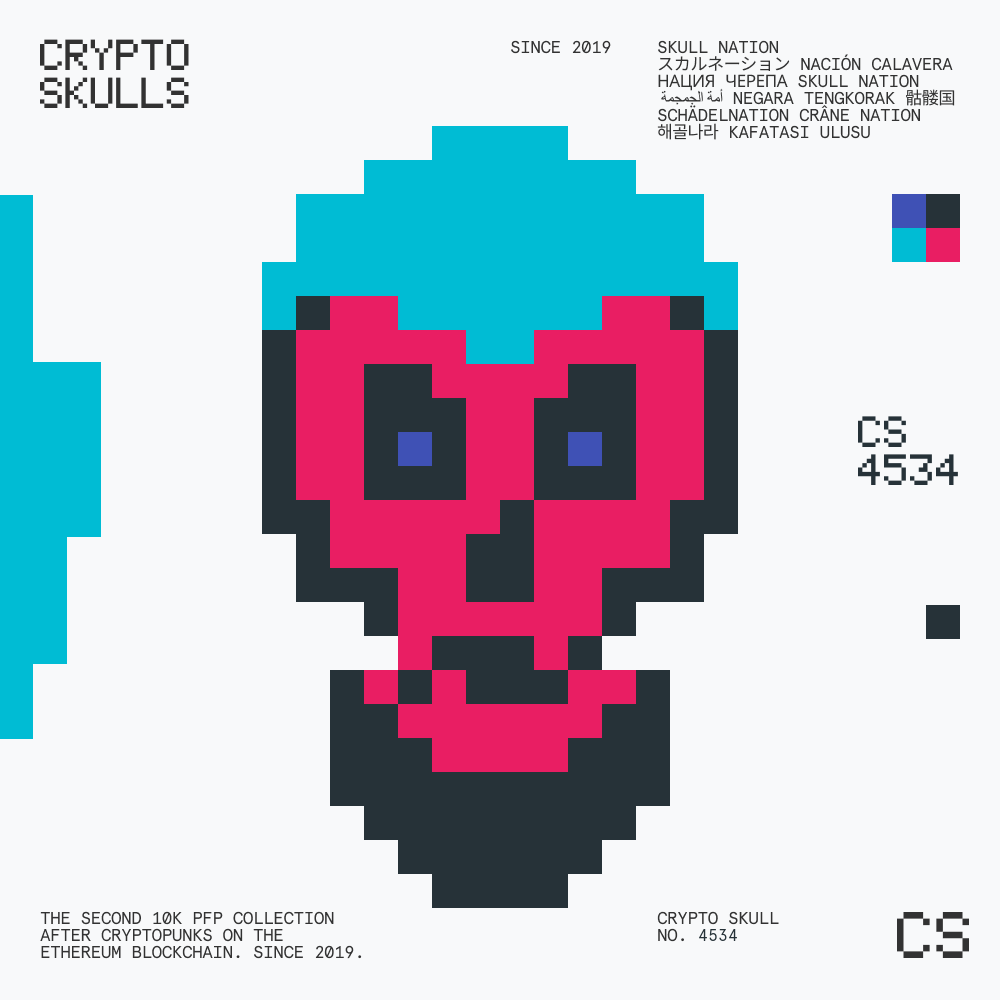 CRYPTO
SKULLS
SINCE 2019
SKULL NATION
スカルネーション NACIÓN CALAVERA
НАЦИЯ ЧЕРЕПА SKULL NATION
أمة الجمجمة NEGARA TENGKORAK 骷髅国
SCHÄDELNATION CRÂNE NATION
해골나라 KAFATASI ULUSU
CS
4534
THE SECOND 10K PFP COLLECTION
AFTER CRYPTOPUNKS ON THE
ETHEREUM BLOCKCHAIN. SINCE 2019.
CRYPTO SKULL
NO. 4534
CS